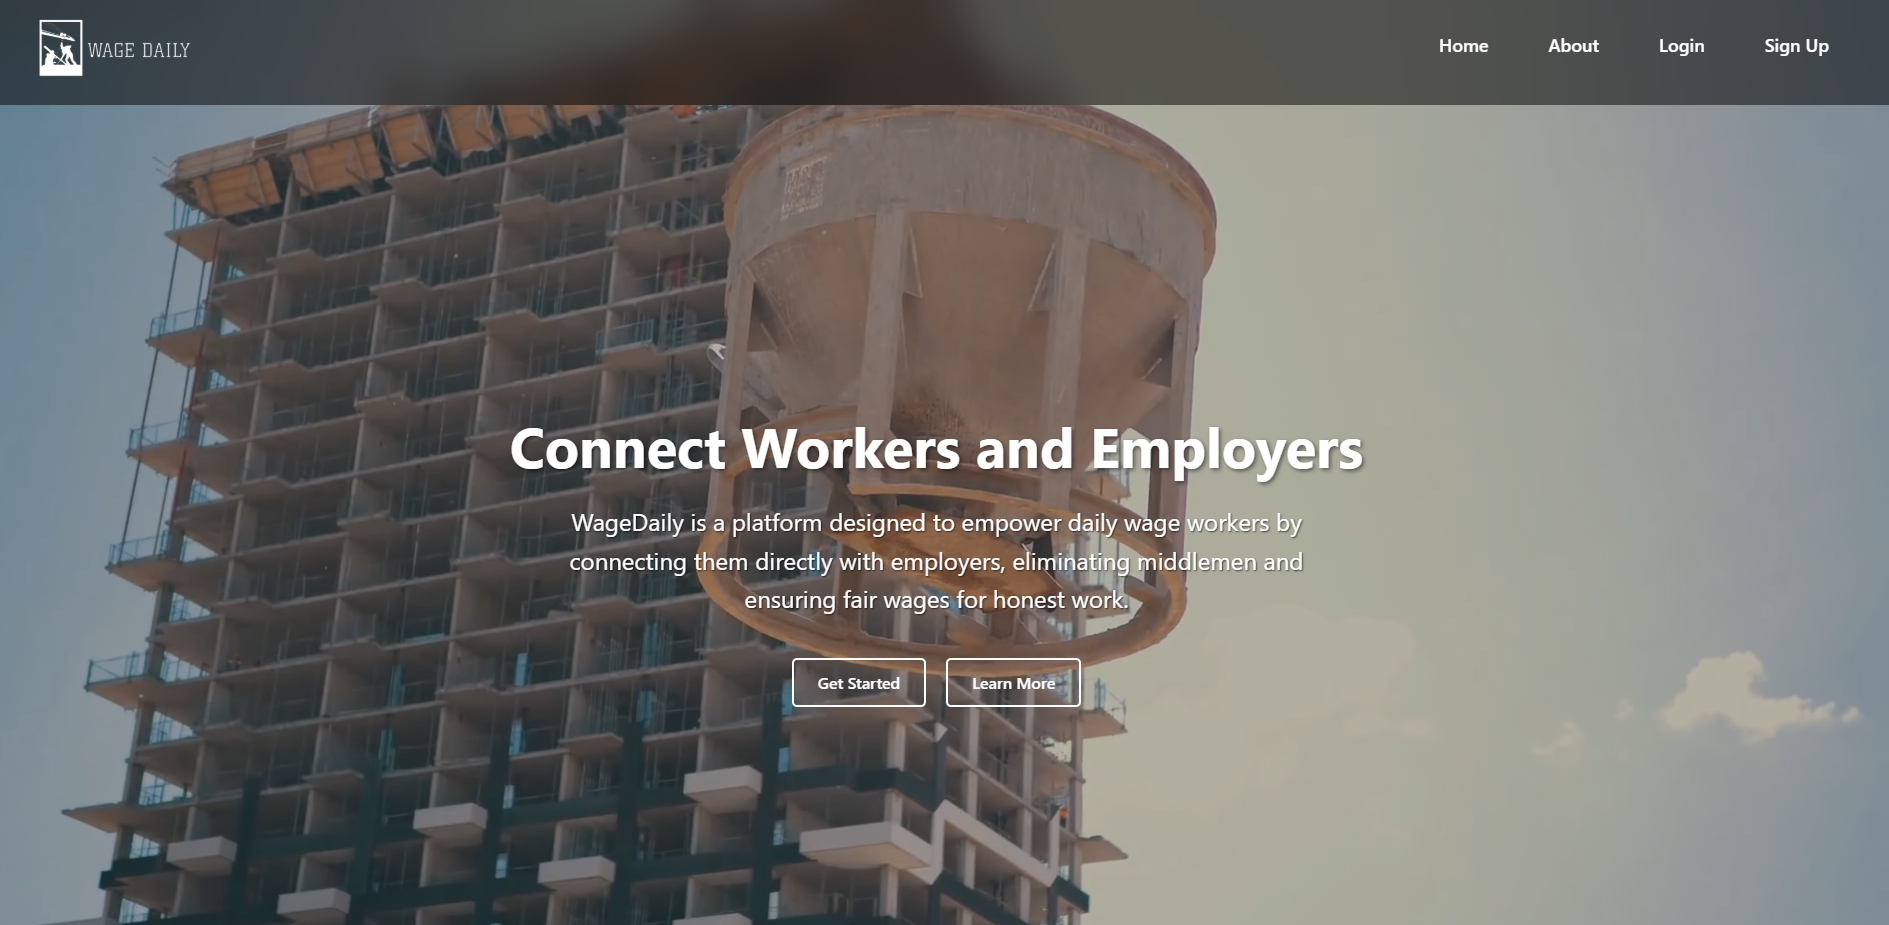 WAGE DAILY
Home
About
Login
Sign Up
Connect Workers and Employers
WageDaily is a platform designed to empower daily wage workers by
connecting them directly with employers, eliminating middlemen and
ensuring fair wages for honest work.
Get Started
Learn More